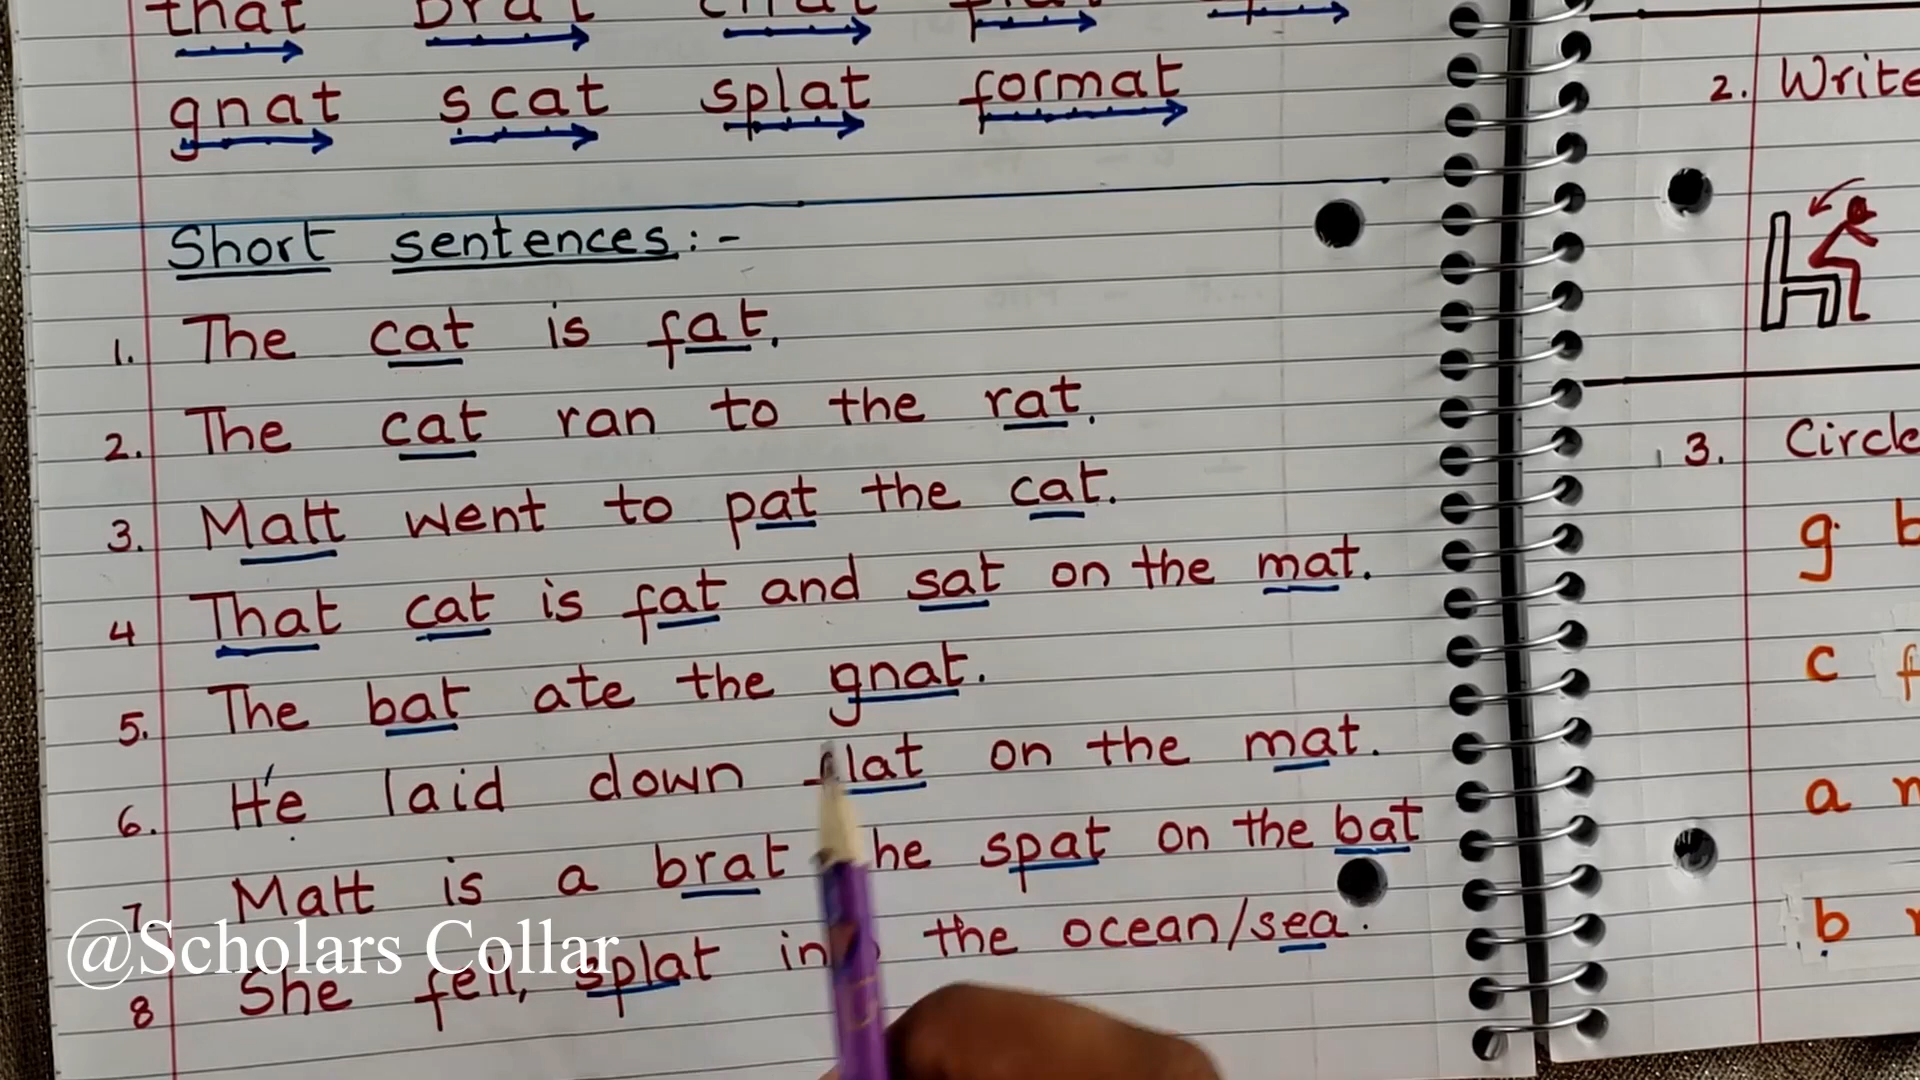 that brat
gnat scat splat format
Short sentences:-
1. The cat is fat.
2. The cat ran to the rat.
3. Matt went to pat the cat.
4 That cat is fat and sat on the mat.
5. The bat ate the gnat.
6. He laid down flat on the mat.
7 Matt is a brat he spat on the bat
8 She fell, splat in the ocean/sea.
@Scholars Collar
2. Write
3. Circle
g b
c f
a
b